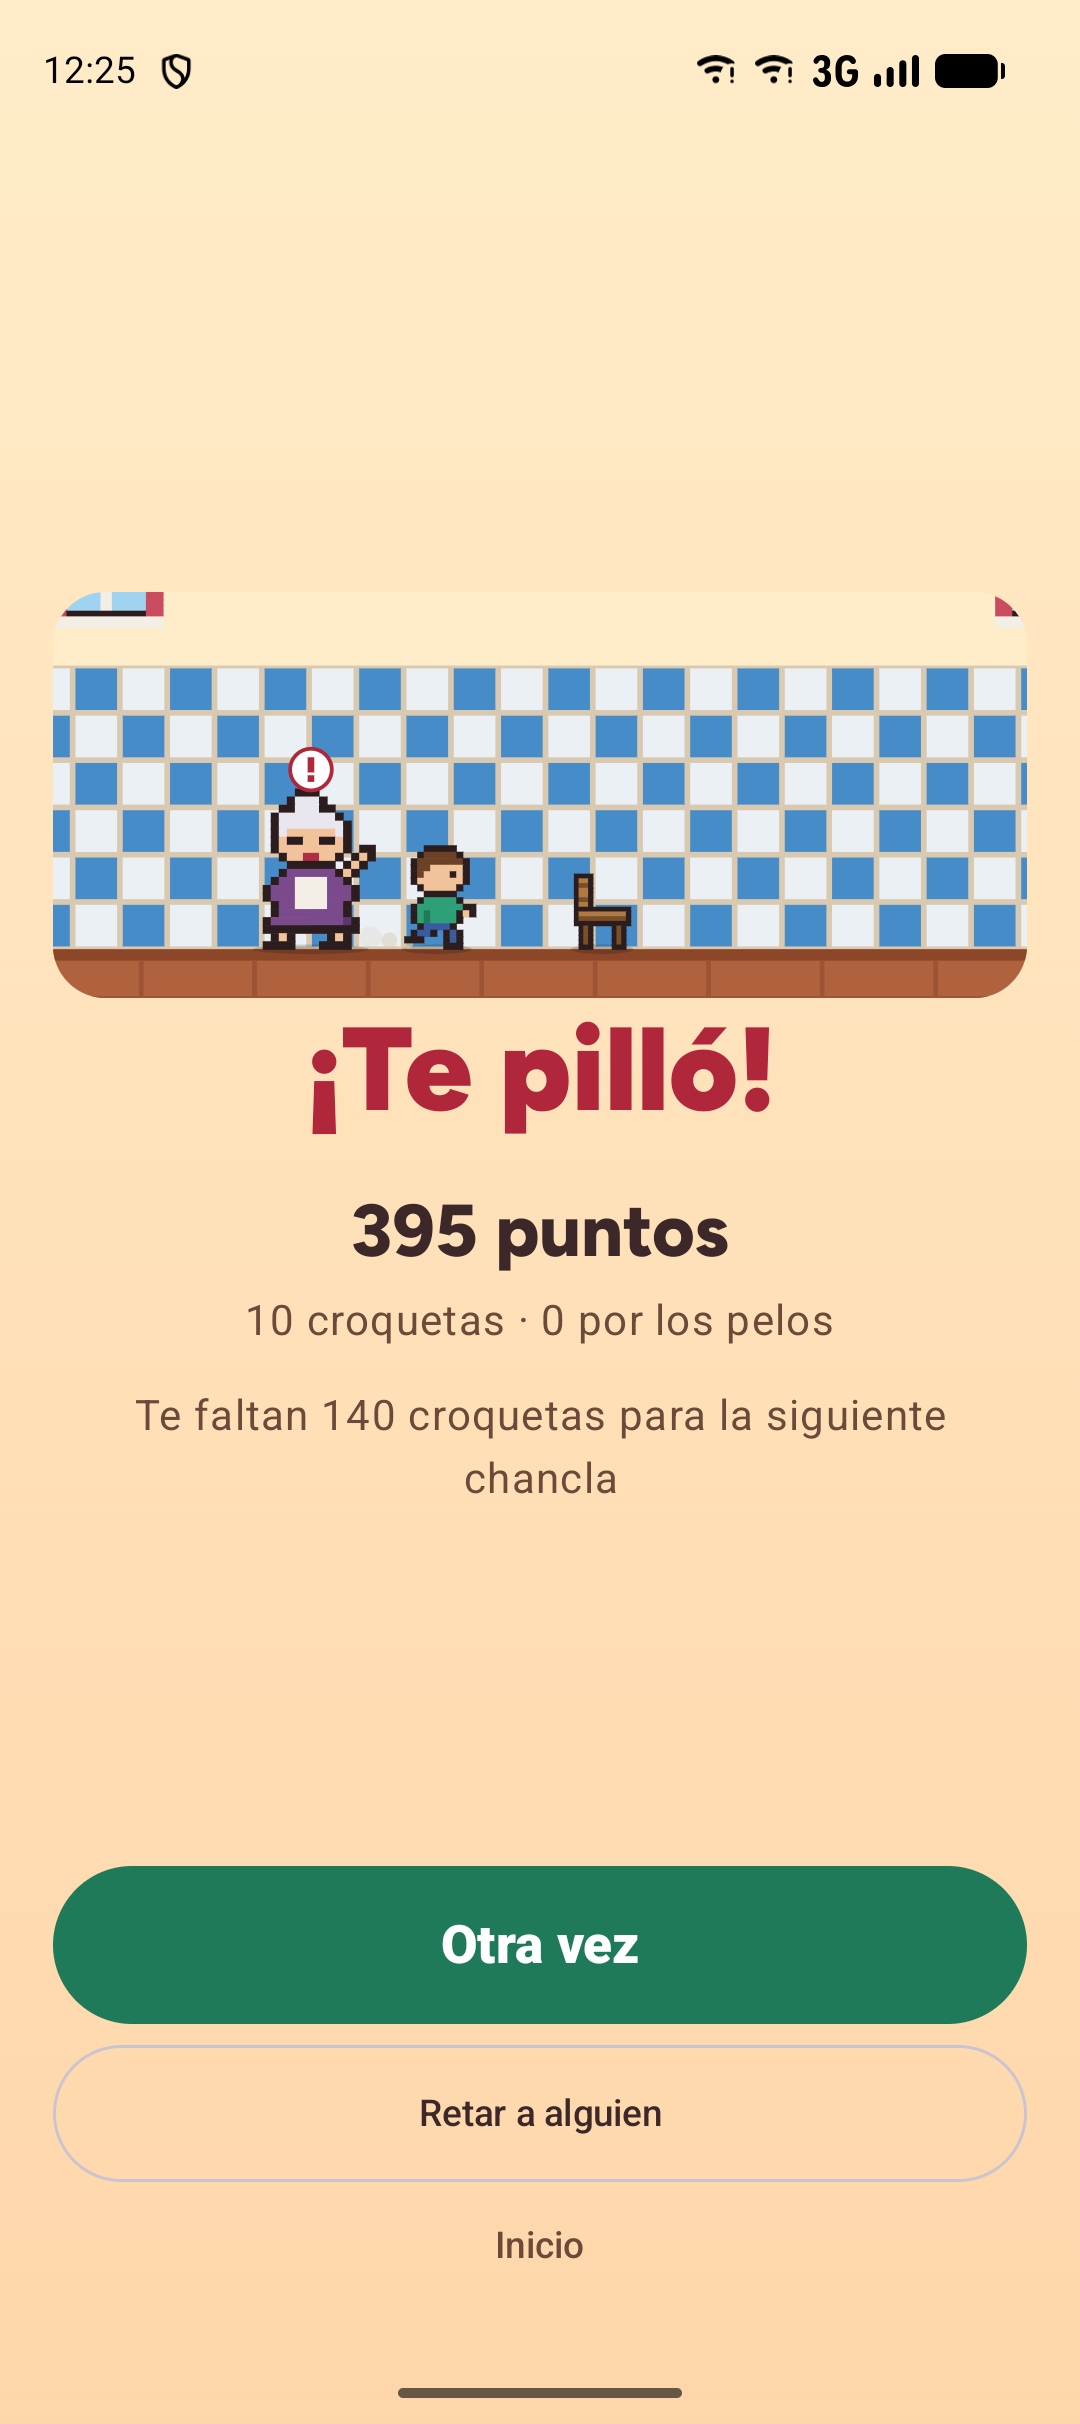 12:25
3G
!
¡Te pilló!
395 puntos
10 croquetas · 0 por los pelos
Te faltan 140 croquetas para la siguiente
chancla
Otra vez
Retar a alguien
Inicio